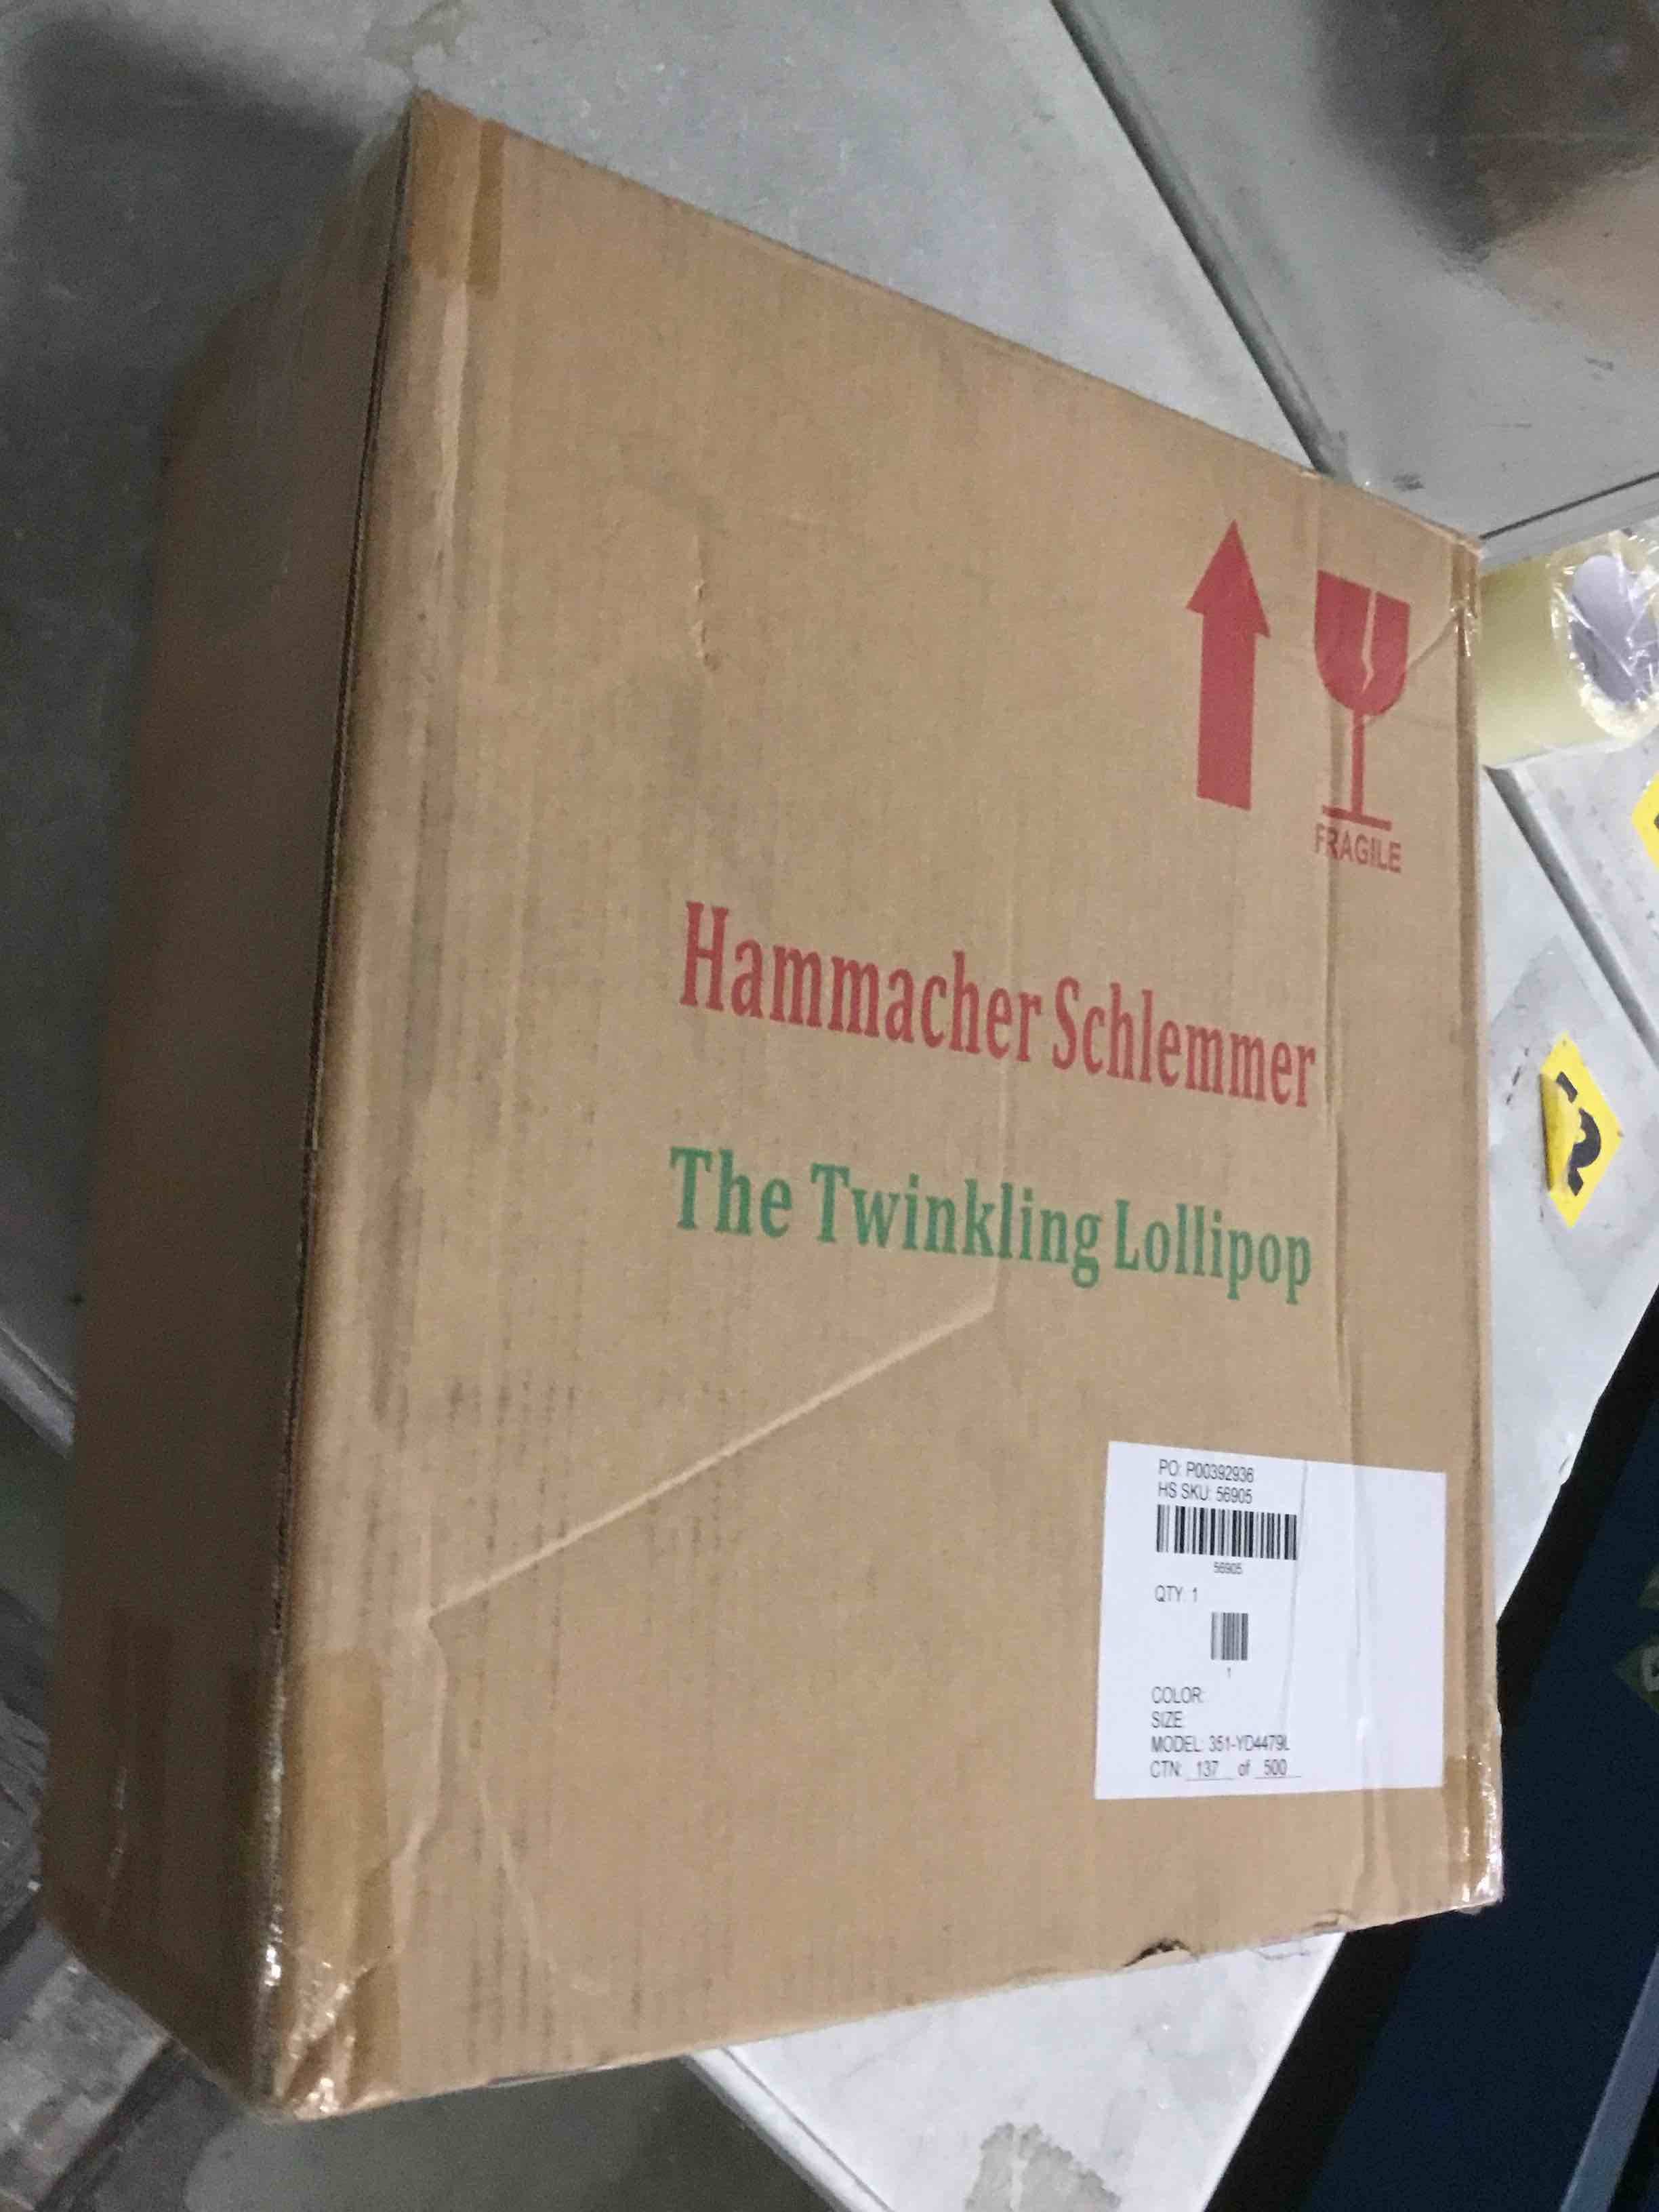 FRAGILE
Hammacher Schlemmer
The Twinkling Lollipop
PO: P00392936
HS SKU: 56905
56905
QTY: 1
1
COLOR:
SIZE:
MODEL: 351-YD4479L
CTN: 137 of 500